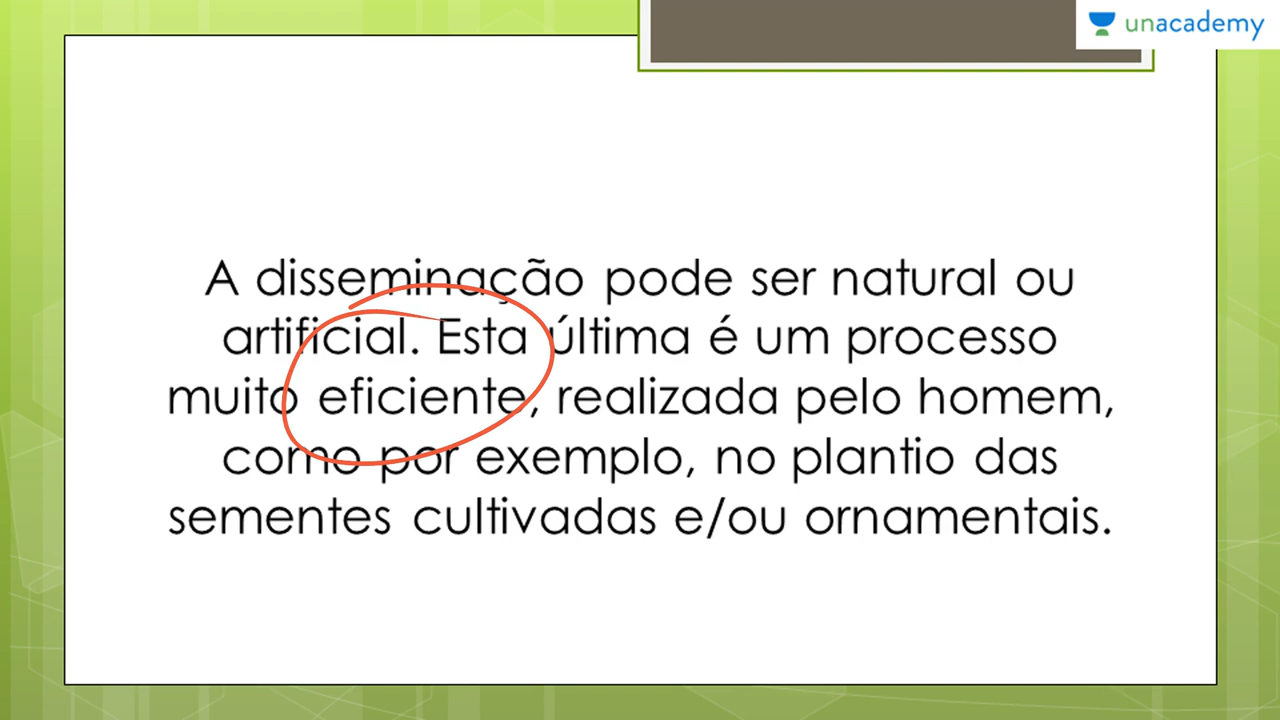 unacademy
A disseminação pode ser natural ou
artificial. Esta última é um processo
muito eficiente, realizada pelo homem,
como por exemplo, no plantio das
sementes cultivadas e/ou ornamentais.